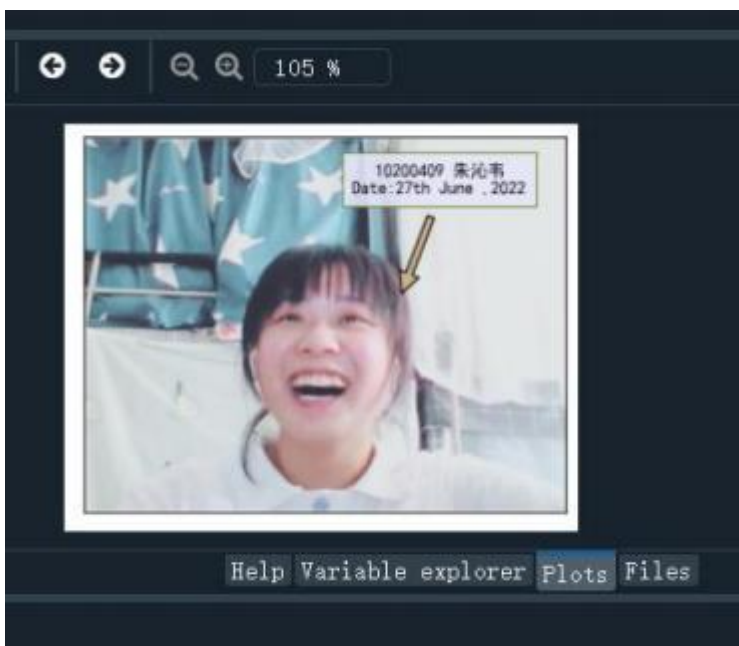 105 %
10200409 朱沁韦
Date:27th June .2022
Help Variable explorer Plots Files